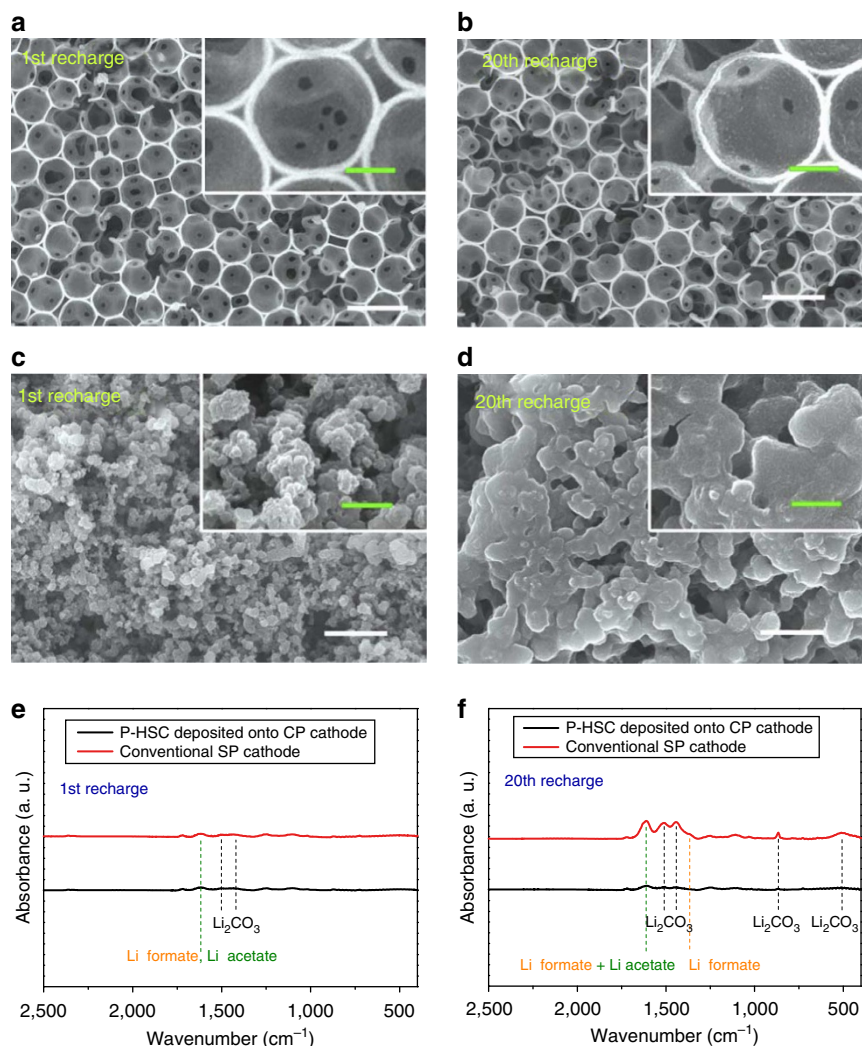 a
b
1st recharge
20th recharge
c
d
1st recharge
20th recharge
e
f
P-HSC deposited onto CP cathode
Conventional SP cathode
1st recharge
Absorbance (a. u.)
Li₂CO₃
Li formate, Li acetate
2,500 2,000 1,500 1,000 500
Wavenumber (cm⁻¹)
P-HSC deposited onto CP cathode
Conventional SP cathode
20th recharge
Absorbance (a. u.)
Li₂CO₃ Li₂CO₃ Li₂CO₃
Li formate + Li acetate Li formate
2,500 2,000 1,500 1,000 500
Wavenumber (cm⁻¹)